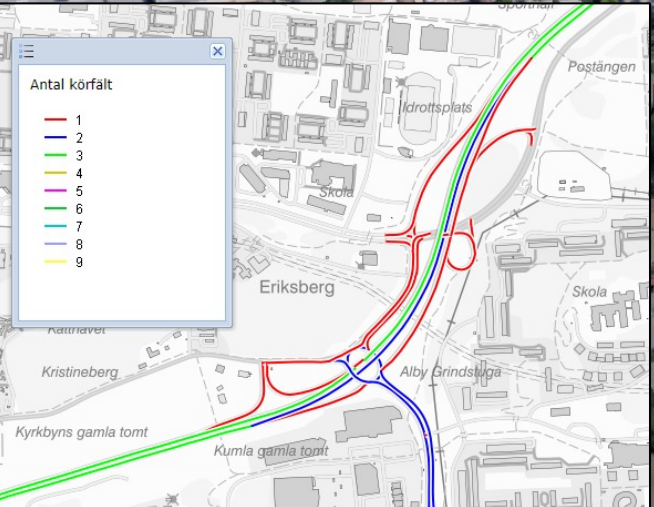 Sporthall
Postängen
Antal körfält
1
2
3
4
5
6
7
8
9
Idrottsplats
Skola
Eriksberg
Skola
Katthavet
Kristineberg
Alby Grindstuga
Kyrkbyns gamla tomt
Kumla gamla tomt